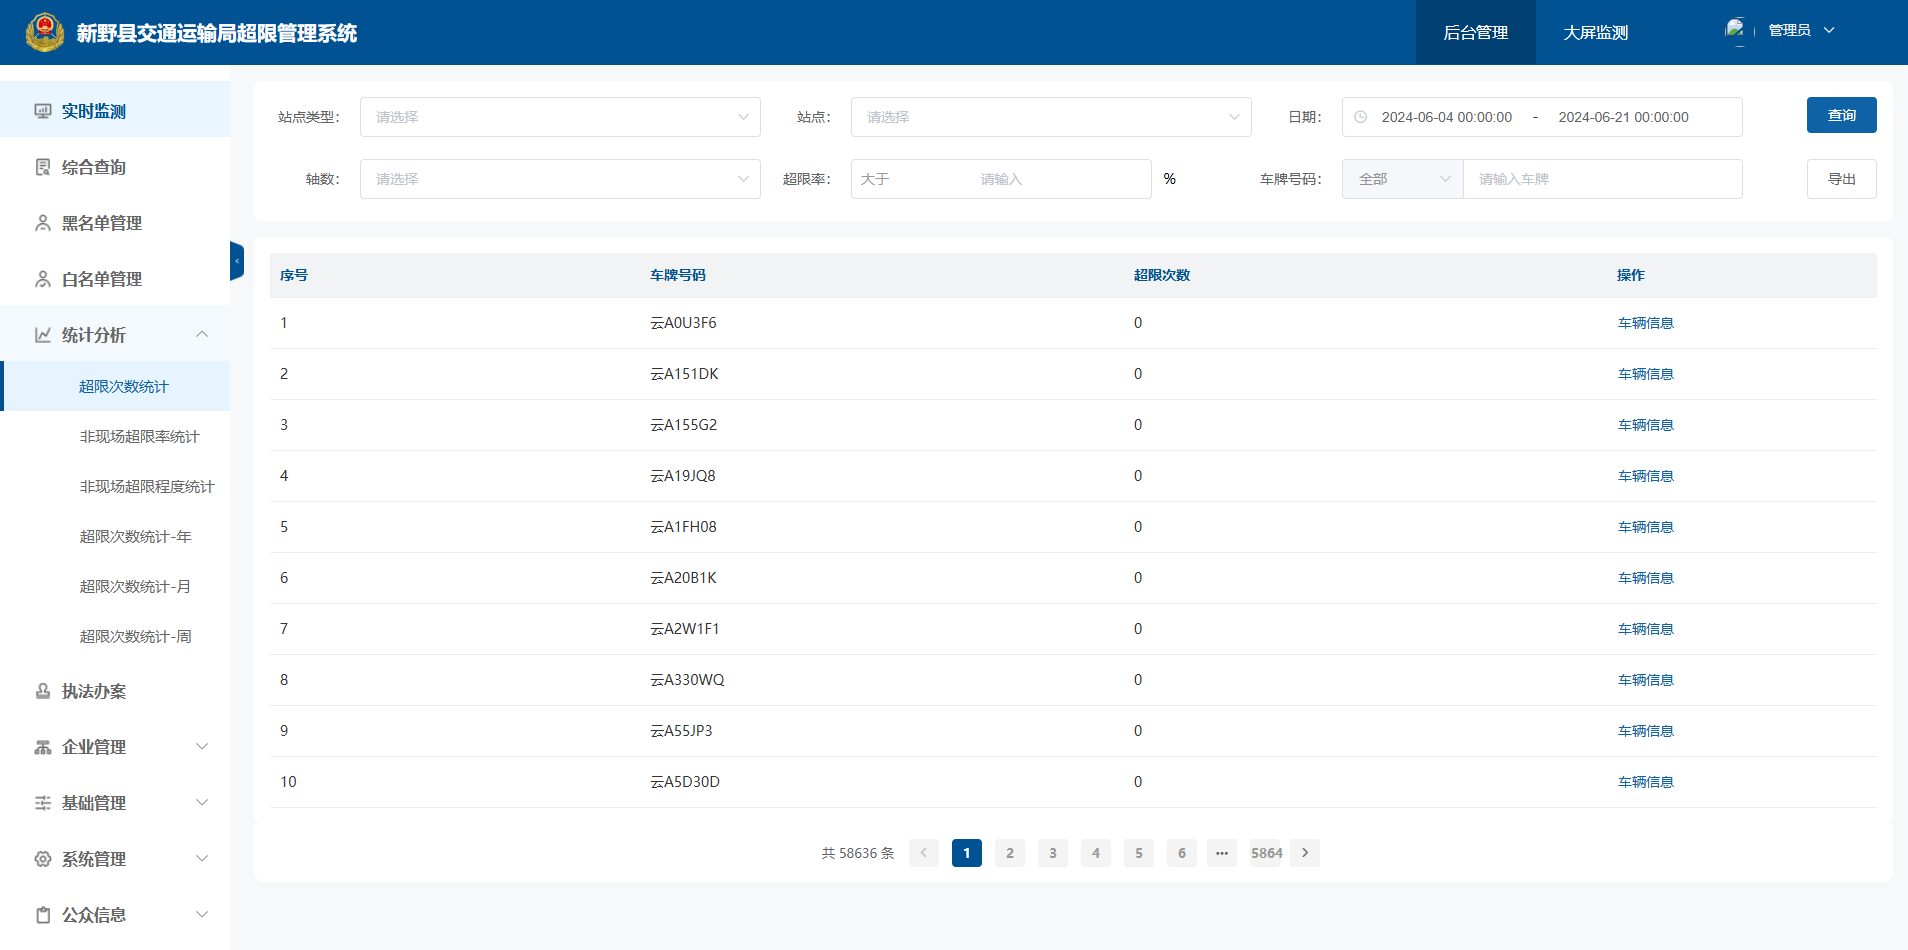 新野县交通运输局超限管理系统
后台管理
大屏监测
管理员
实时监测
综合查询
黑名单管理
白名单管理
统计分析
超限次数统计
非现场超限率统计
非现场超限程度统计
超限次数统计-年
超限次数统计-月
超限次数统计-周
执法办案
企业管理
基础管理
系统管理
公众信息
站点类型： 请选择 站点： 请选择 日期： 2024-06-04 00:00:00 - 2024-06-21 00:00:00 查询
轴数： 请选择 超限率： 大于 请输入 % 车牌号码： 全部 请输入车牌 导出
序号 车牌号码 超限次数 操作
1 云A0U3F6 0 车辆信息
2 云A151DK 0 车辆信息
3 云A155G2 0 车辆信息
4 云A19JQ8 0 车辆信息
5 云A1FH08 0 车辆信息
6 云A20B1K 0 车辆信息
7 云A2W1F1 0 车辆信息
8 云A330WQ 0 车辆信息
9 云A55JP3 0 车辆信息
10 云A5D30D 0 车辆信息
共 58636 条 1 2 3 4 5 6 ··· 5864